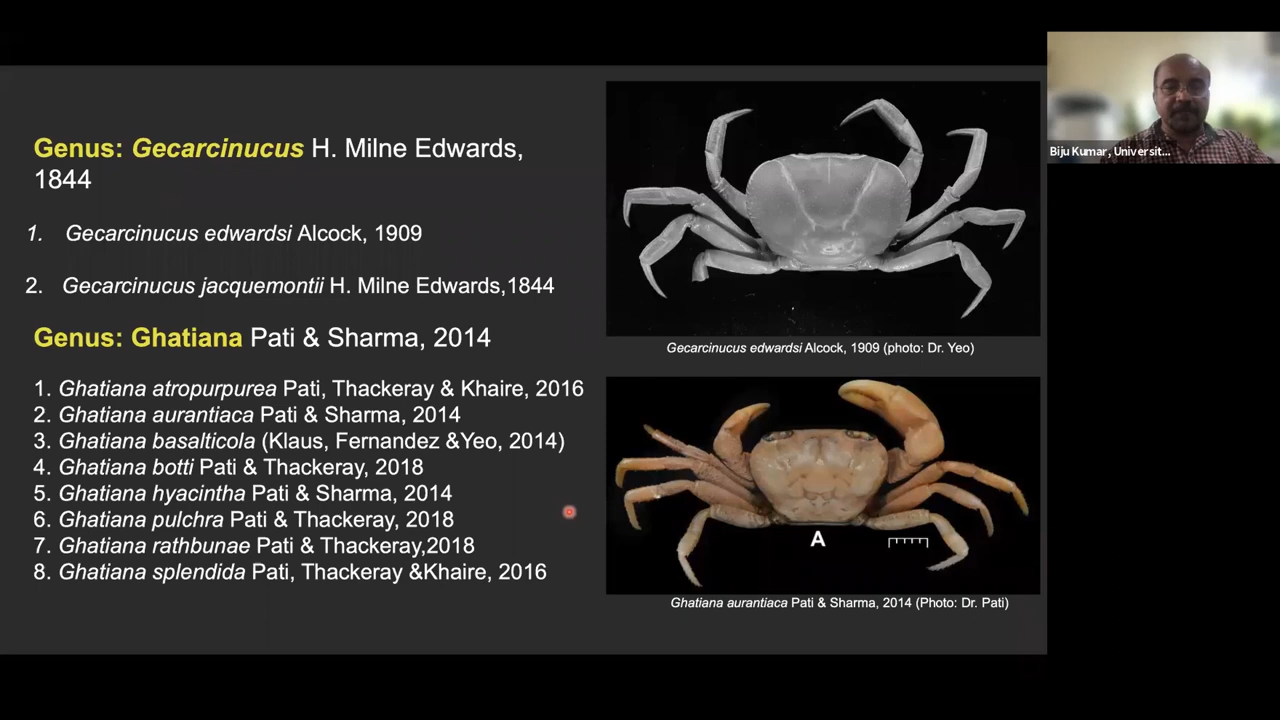 Genus: Gecarcinucus H. Milne Edwards,
1844
1. Gecarcinucus edwardsi Alcock, 1909
2. Gecarcinucus jacquemontii H. Milne Edwards,1844
Genus: Ghatiana Pati & Sharma, 2014
1. Ghatiana atropurpurea Pati, Thackeray & Khaire, 2016
2. Ghatiana aurantiaca Pati & Sharma, 2014
3. Ghatiana basalticola (Klaus, Fernandez &Yeo, 2014)
4. Ghatiana botti Pati & Thackeray, 2018
5. Ghatiana hyacintha Pati & Sharma, 2014
6. Ghatiana pulchra Pati & Thackeray, 2018
7. Ghatiana rathbunae Pati & Thackeray,2018
8. Ghatiana splendida Pati, Thackeray &Khaire, 2016
Gecarcinucus edwardsi Alcock, 1909 (photo: Dr. Yeo)
A
Ghatiana aurantiaca Pati & Sharma, 2014 (Photo: Dr. Pati)
Biju Kumar, Universit...